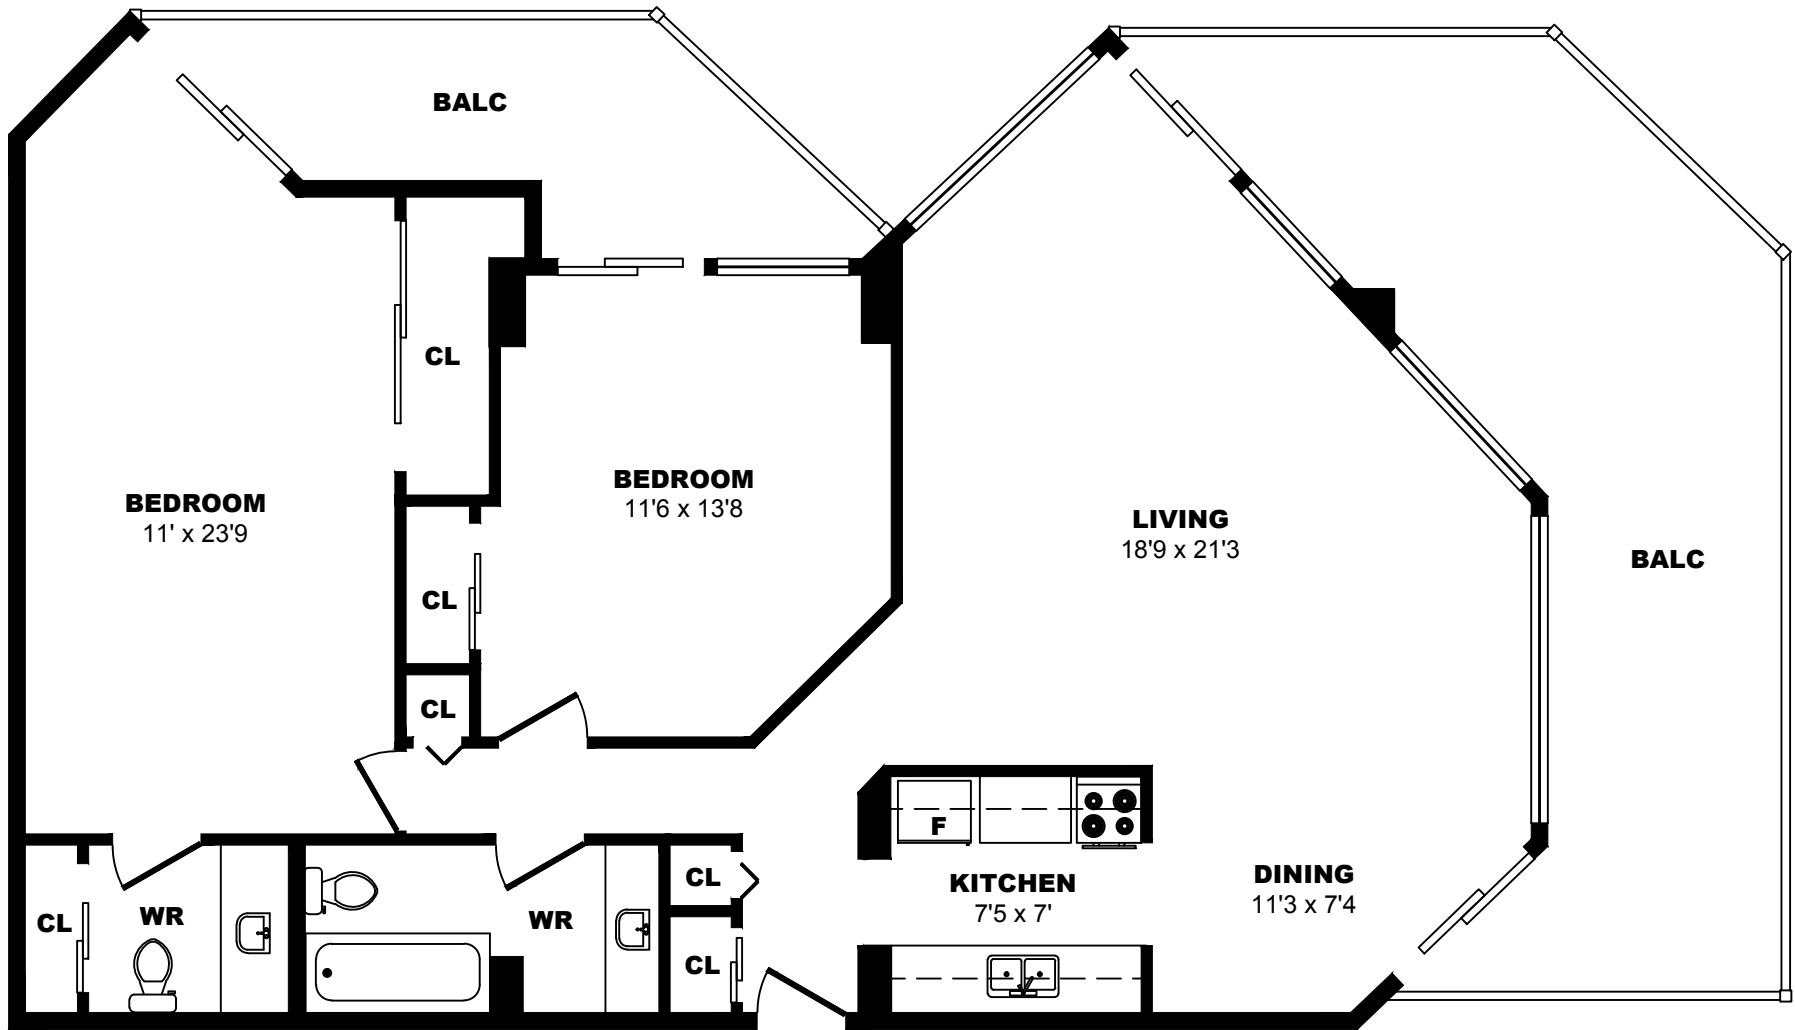 BALC
CL
BEDROOM
11' x 23'9
BEDROOM
11'6 x 13'8
LIVING
18'9 x 21'3
BALC
CL
CL
F
CL
KITCHEN
7'5 x 7'
DINING
11'3 x 7'4
CL
WR
WR
CL